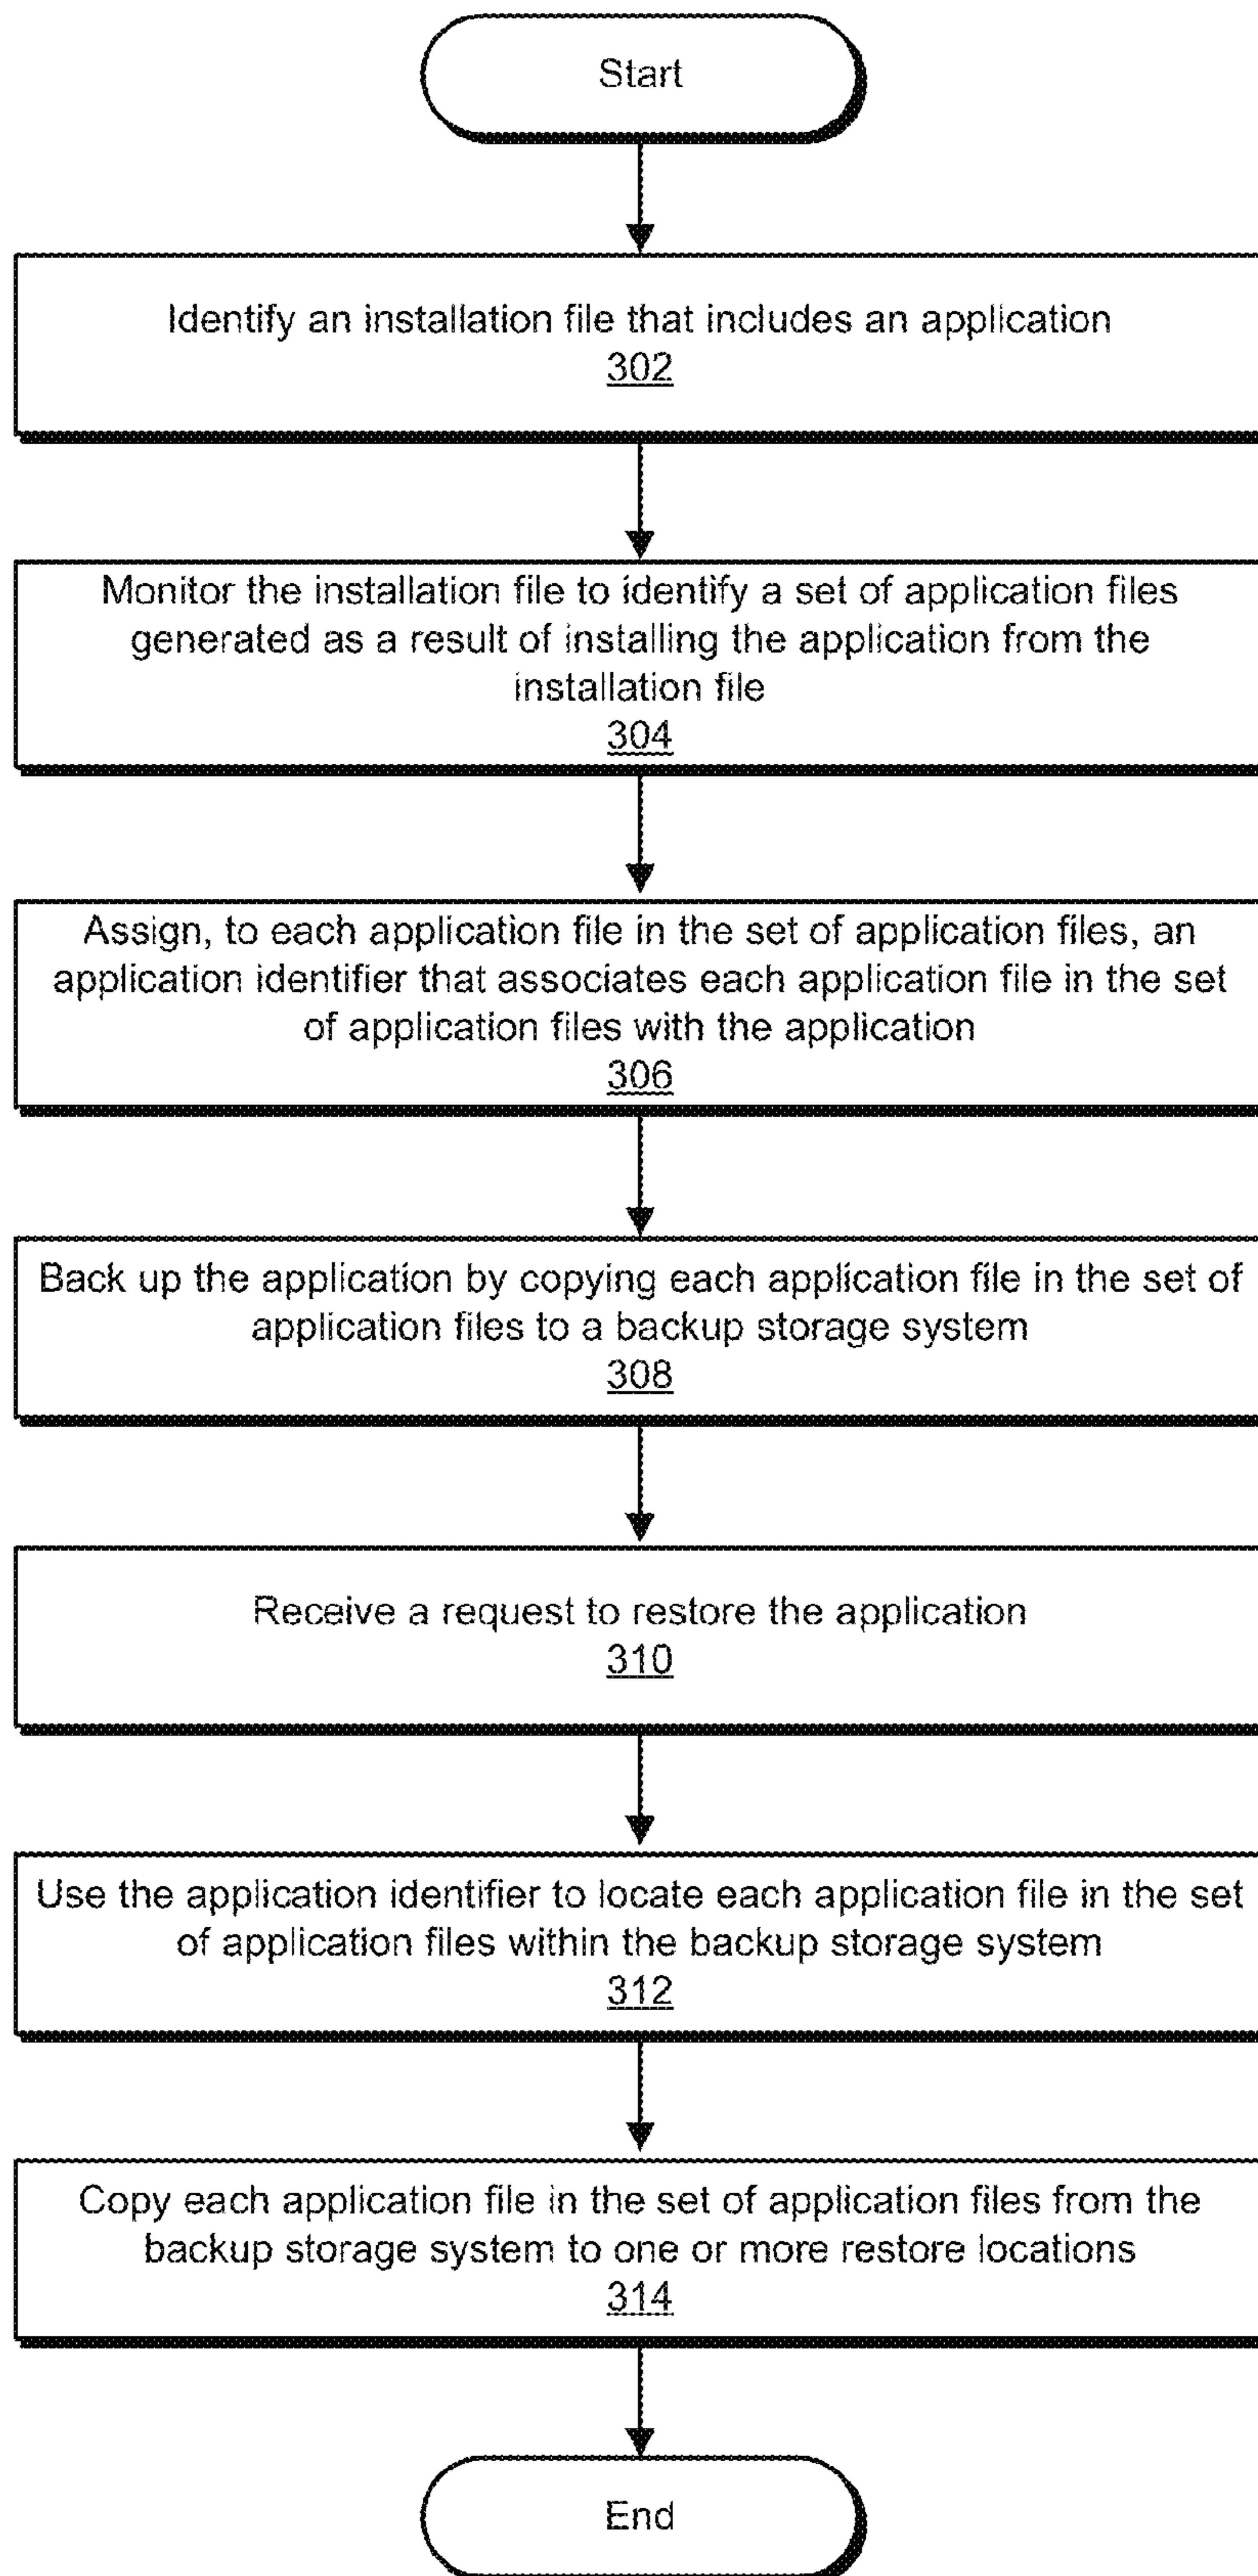 Start
Identify an installation file that includes an application
302
Monitor the installation file to identify a set of application files
generated as a result of installing the application from the
installation file
304
Assign, to each application file in the set of application files, an
application identifier that associates each application file in the set
of application files with the application
306
Back up the application by copying each application file in the set of
application files to a backup storage system
308
Receive a request to restore the application
310
Use the application identifier to locate each application file in the set
of application files within the backup storage system
312
Copy each application file in the set of application files from the
backup storage system to one or more restore locations
314
End